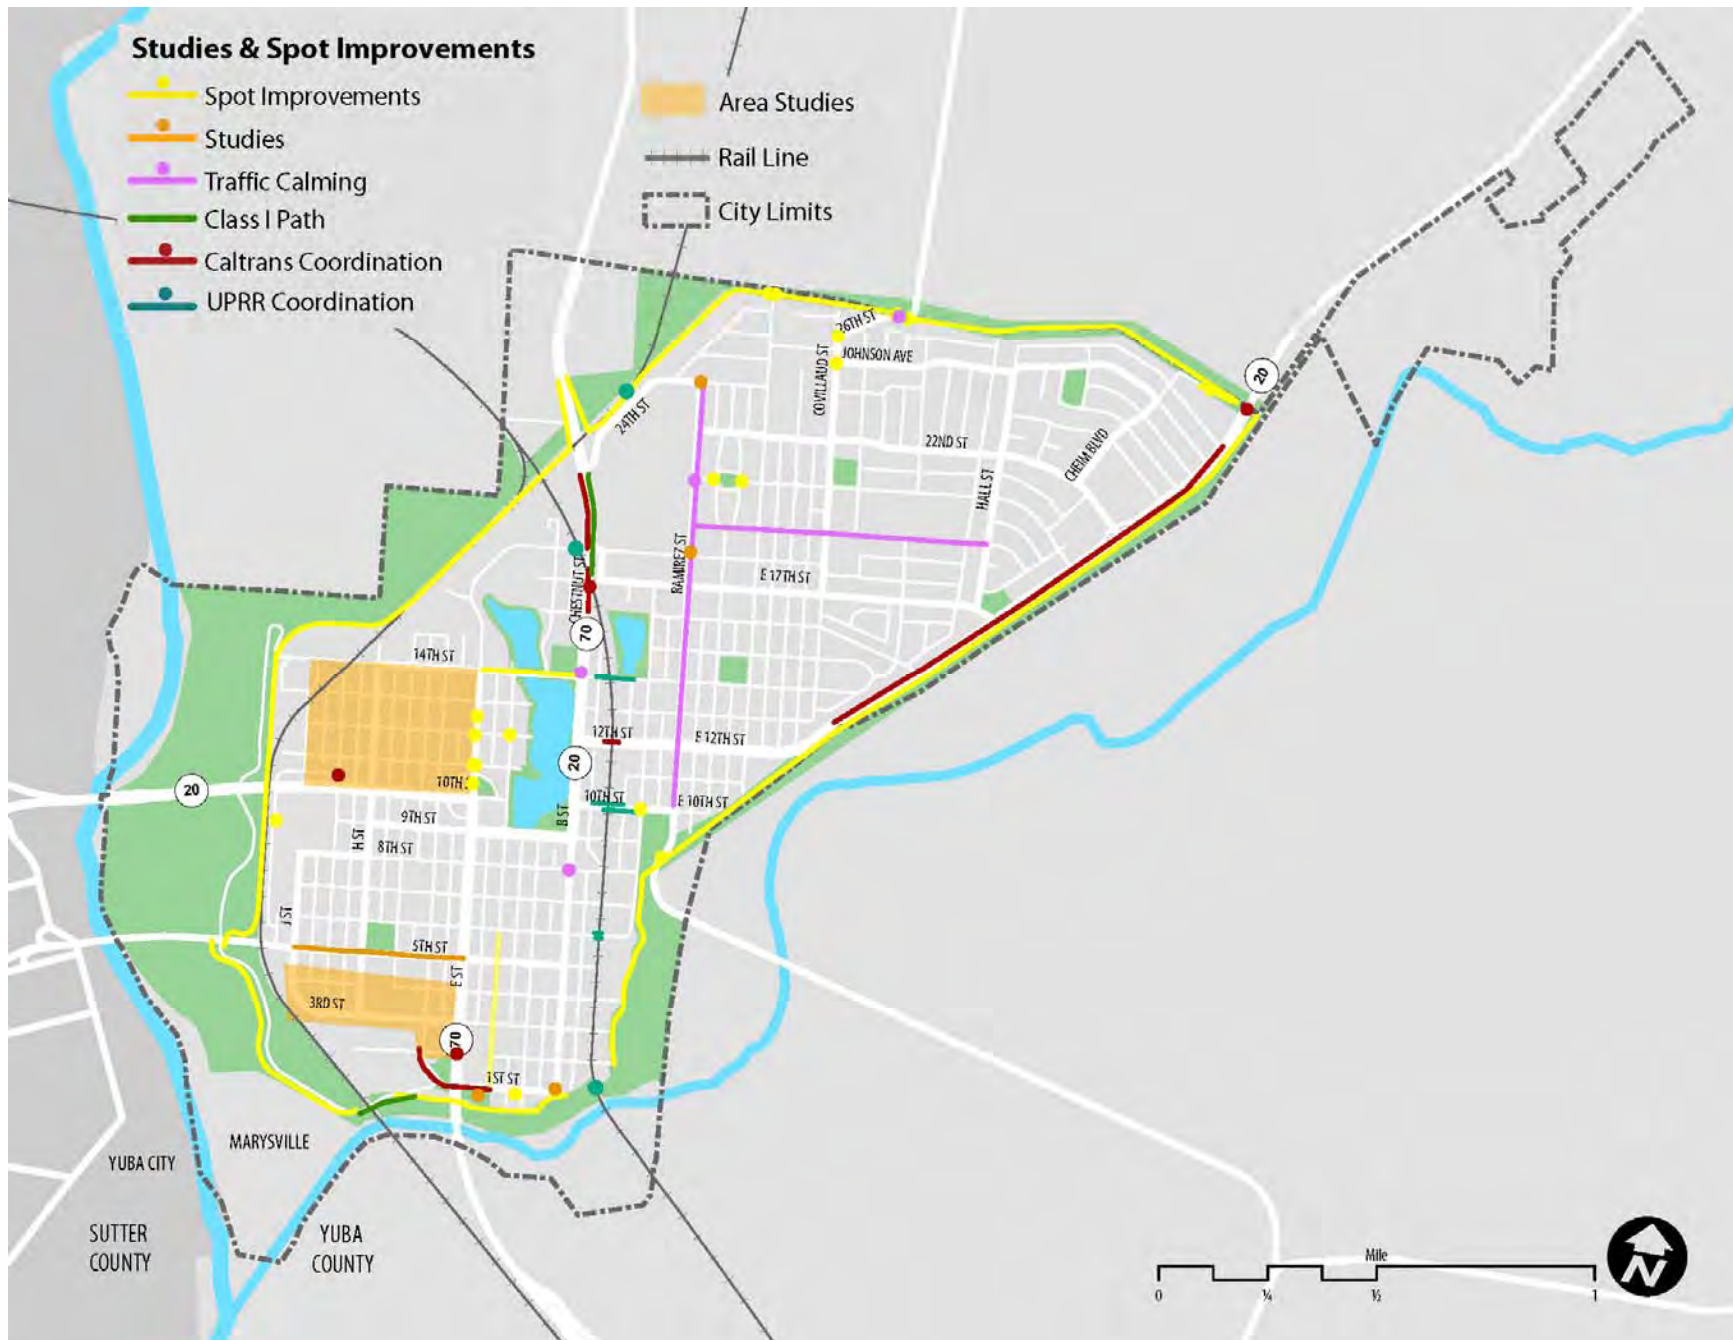 Studies & Spot Improvements
Spot Improvements
Studies
Traffic Calming
Class I Path
Caltrans Coordination
UPRR Coordination
Area Studies
Rail Line
City Limits
26TH ST
JOHNSON AVE
COVILLAUD ST
20
24TH ST
22ND ST
CHEIM BLVD
HALL ST
RAMIREZ ST
CHESTNUT ST
E 17TH ST
70
14TH ST
12TH ST
E 12TH ST
20
20
10TH
10TH ST
E 10TH ST
9TH ST
B ST
H ST
8TH ST
J ST
5TH ST
E ST
3RD ST
70
1ST ST
MARYSVILLE
YUBA CITY
SUTTER
COUNTY
YUBA
COUNTY
Mile
0
¼
½
1
N